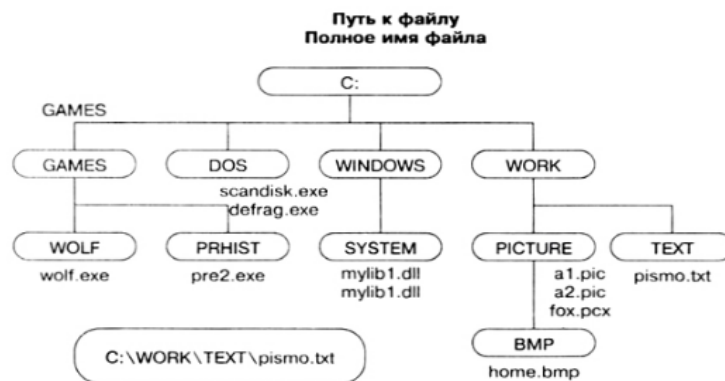 Путь к файлу
Полное имя файла
C:
GAMES
GAMES DOS WINDOWS WORK
scandisk.exe
defrag.exe
WOLF PRHIST SYSTEM PICTURE TEXT
wolf.exe pre2.exe mylib1.dll a1.pic pismo.txt
mylib1.dll a2.pic
fox.pcx
C:\WORK\TEXT\pismo.txt
BMP
home.bmp